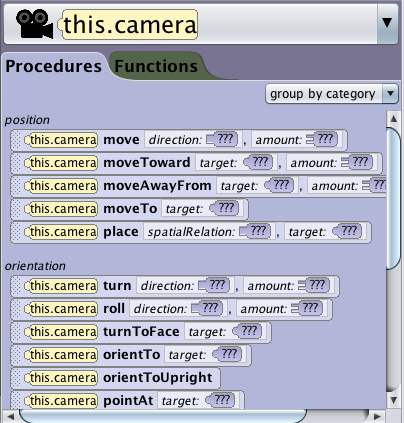 this.camera
Procedures Functions
group by category
position
this.camera move direction: ??? , amount: ???
this.camera moveToward target: ??? , amount: ???
this.camera moveAwayFrom target: ??? , amount: ???
this.camera moveTo target: ???
this.camera place spatialRelation: ??? , target: ???
orientation
this.camera turn direction: ??? , amount: ???
this.camera roll direction: ??? , amount: ???
this.camera turnToFace target: ???
this.camera orientTo target: ???
this.camera orientToUpright
this.camera pointAt target: ???